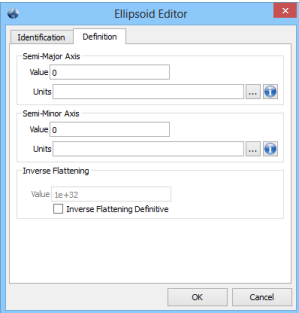 Ellipsoid Editor
Identification Definition
Semi-Major Axis
Value 0
Units ...
Semi-Minor Axis
Value 0
Units ...
Inverse Flattening
Value 1e+32
Inverse Flattening Definitive
OK Cancel